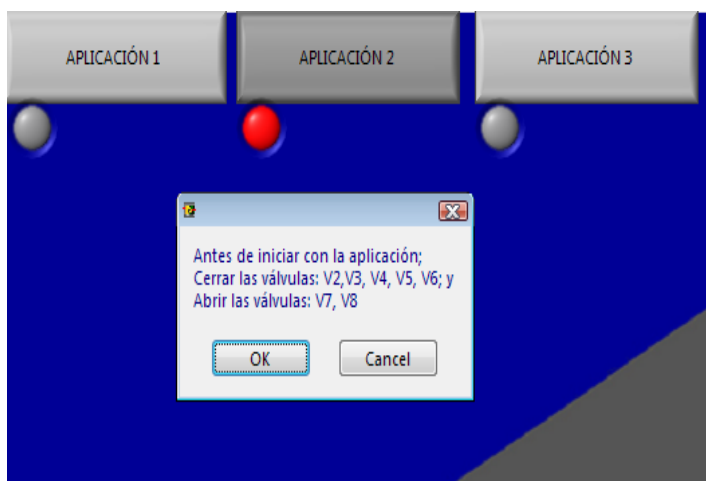 APLICACIÓN 1
APLICACIÓN 2
APLICACIÓN 3
Antes de iniciar con la aplicación;
Cerrar las válvulas: V2,V3, V4, V5, V6; y
Abrir las válvulas: V7, V8
OK
Cancel